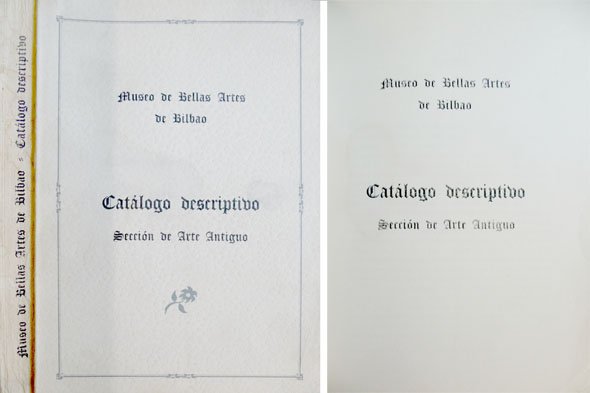 Museo de Bellas Artes de Bilbao - Catálogo descriptivo
Museo de Bellas Artes
de Bilbao
Catálogo descriptivo
Sección de Arte Antiguo
Museo de Bellas Artes
de Bilbao
Catálogo descriptivo
Sección de Arte Antiguo